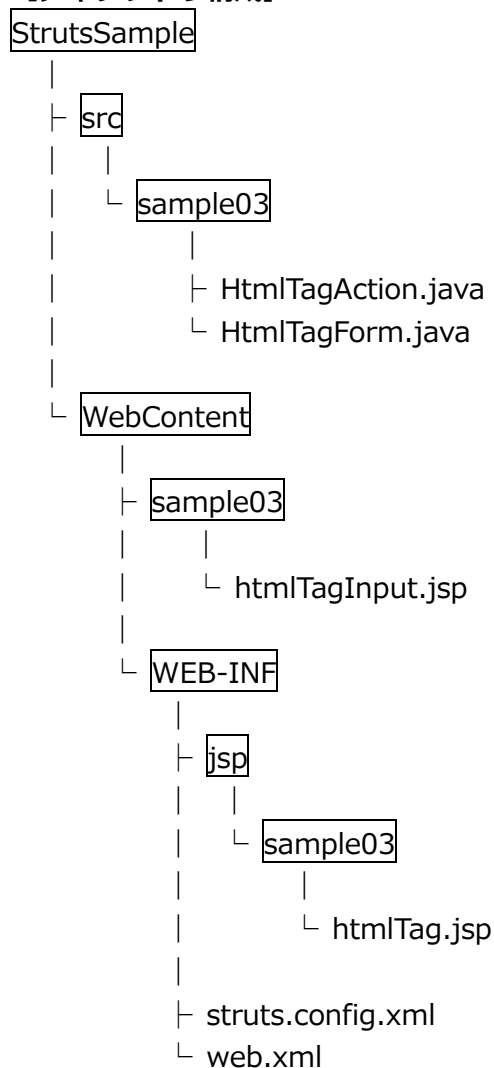 StrutsSample
src
sample03
HtmlTagAction.java
HtmlTagForm.java
WebContent
sample03
htmlTagInput.jsp
WEB-INF
jsp
sample03
htmlTag.jsp
struts.config.xml
web.xml